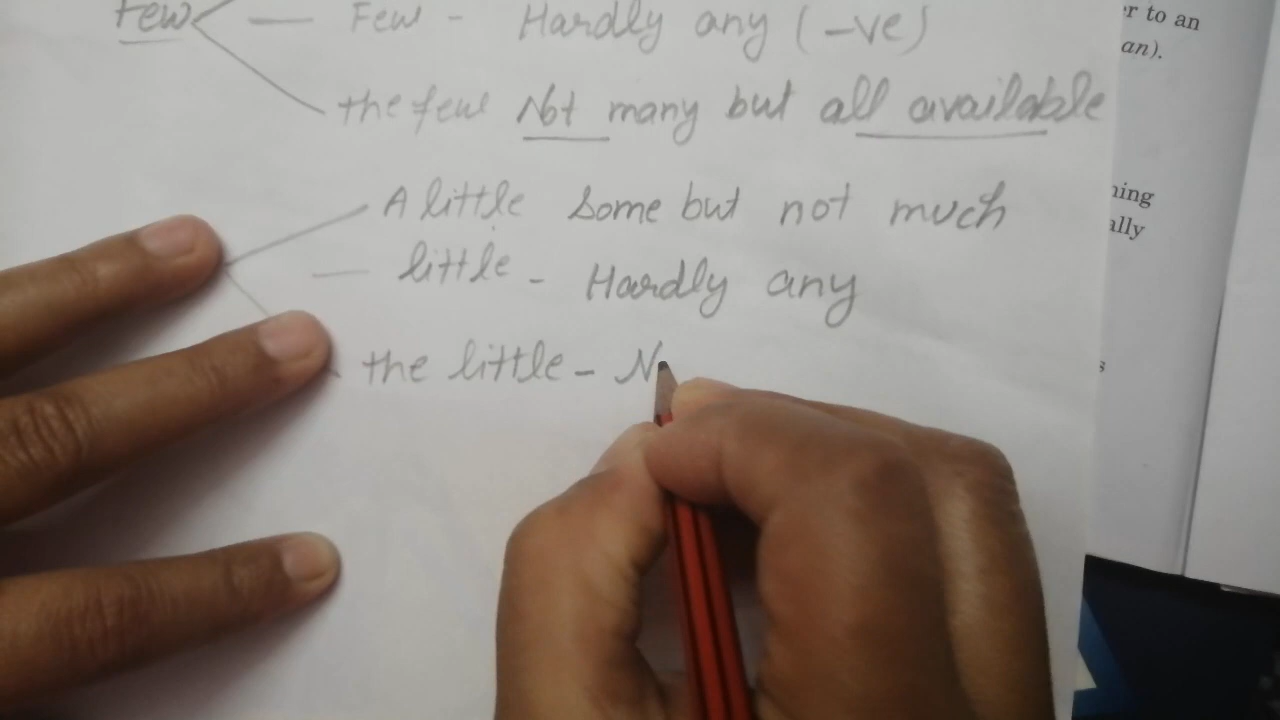 Few — Few - Hardly any (-ve)
the few Not many but all available
A little Some but not much
— little - Hardly any
the little - N
r to an
an).
ning
ally
s